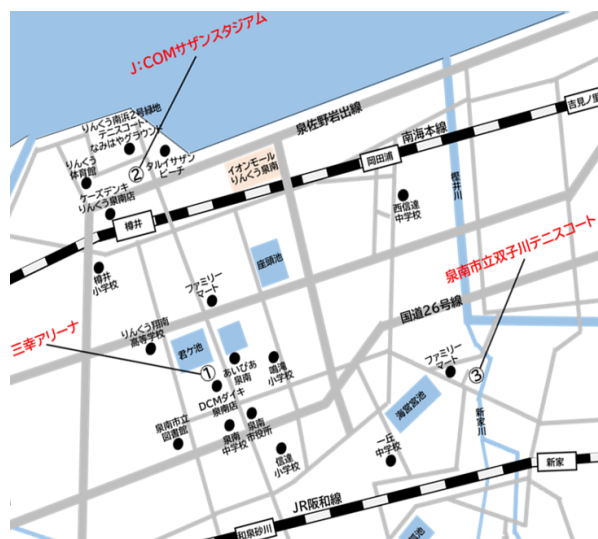 J:COMサザンスタジアム
りんくう南浜2号緑地
テニスコート
なみはやグラウンド
②
タルイサザン
ビーチ
りんくう
体育館
ケーズデンキ
りんくう泉南店
イオンモール
りんくう泉南
泉佐野岩出線
南海本線
吉見ノ里
岡田浦
樫井川
西信達
中学校
樽井
樽井
小学校
座頭池
ファミリー
マート
泉南市立双子川テニスコート
国道26号線
りんくう翔南
高等学校
三幸アリーナ
君ケ池
①
あいぴあ
泉南
鳴滝
小学校
ファミリー
マート
③
DCMダイキ
泉南店
海営宮池
新家川
泉南市立
図書館
泉南
中学校
泉南
市役所
信達
小学校
一丘
中学校
新家
JR阪和線
和泉砂川